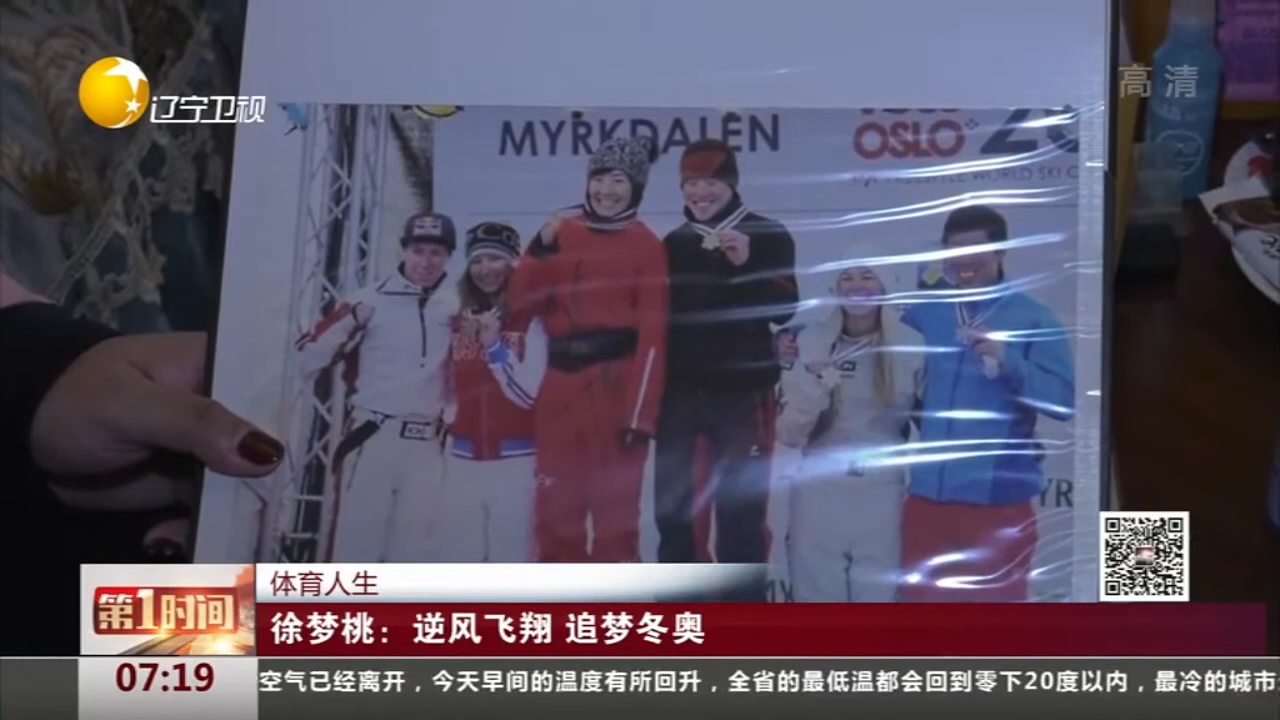 辽宁卫视
高清
MYRKDALEN
OSLO
FREESTYLE WORLD SKI
体育人生
第1时间
徐梦桃：逆风飞翔 追梦冬奥
07:19
空气已经离开，今天早间的温度有所回升，全省的最低温都会回到零下20度以内，最冷的城市